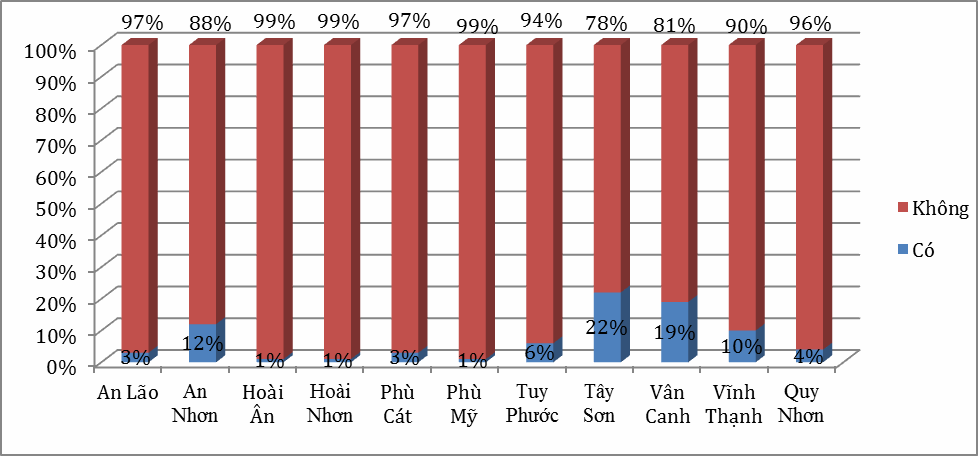 97% 88% 99% 99% 97% 99% 94% 78% 81% 90% 96%
100%
90%
80%
70%
60%
50%
40%
30%
20%
10%
0%
3% 12% 1% 1% 3% 1% 6% 22% 19% 10% 4%
An Lão An Hoài Hoài Phù Phù Tuy Tây Vân Vĩnh Quy
Nhơn Ân Nhơn Cát Mỹ Phước Sơn Canh Thạnh Nhơn
Không
Có